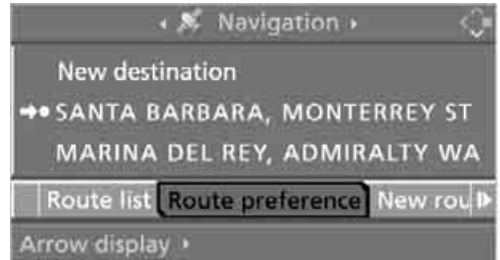 Navigation
New destination
SANTA BARBARA, MONTERREY ST
MARINA DEL REY, ADMIRALTY WA
Route list Route preference New rou
Arrow display